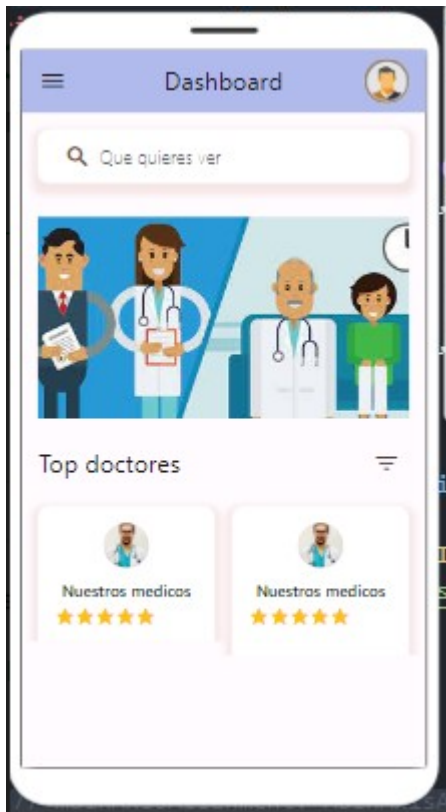 Dashboard
Que quieres ver
Top doctores
Nuestros medicos
Nuestros medicos